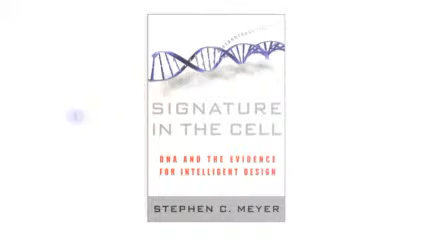 SIGNATURE
IN THE CELL
DNA AND THE EVIDENCE
FOR INTELLIGENT DESIGN
STEPHEN C. MEYER